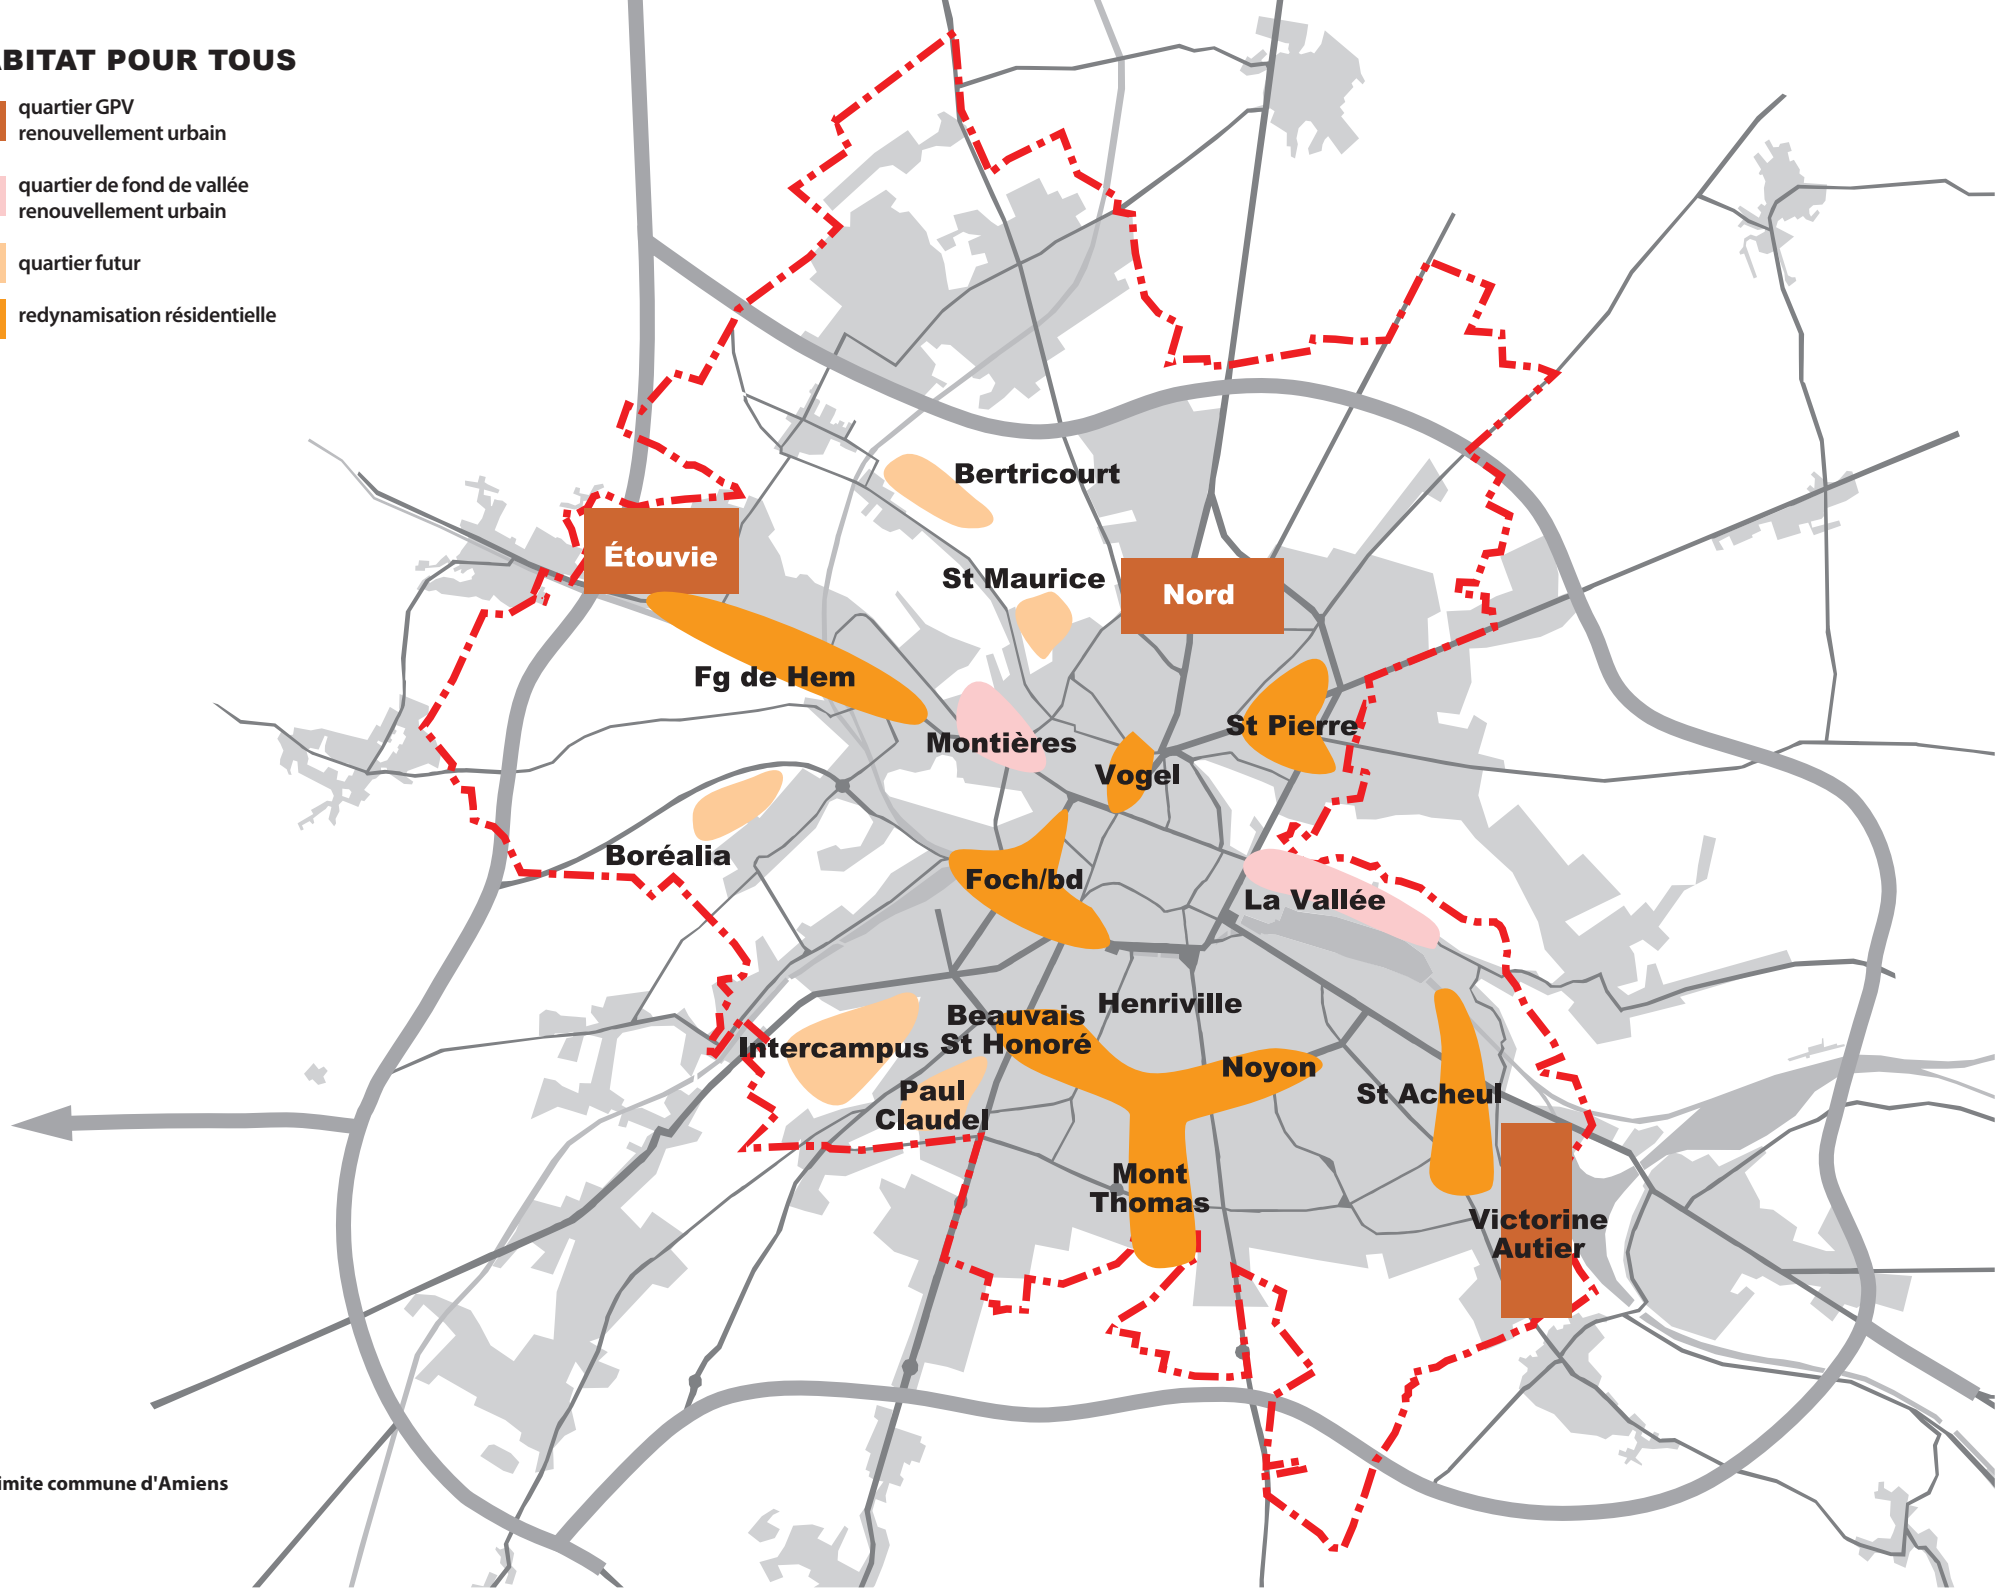 BITAT POUR TOUS
quartier GPV
renouvellement urbain
quartier de fond de vallée
renouvellement urbain
quartier futur
redynamisation résidentielle
Bertricourt
Étouvie
St Maurice
Nord
Fg de Hem
St Pierre
Montières
Vogel
Boréalia
Foch/bd
La Vallée
Henriville
Beauvais
St Honoré
Intercampus
Noyon
Paul
Claudel
St Acheul
Mont
Thomas
Victorine
Autier
imite commune d'Amiens